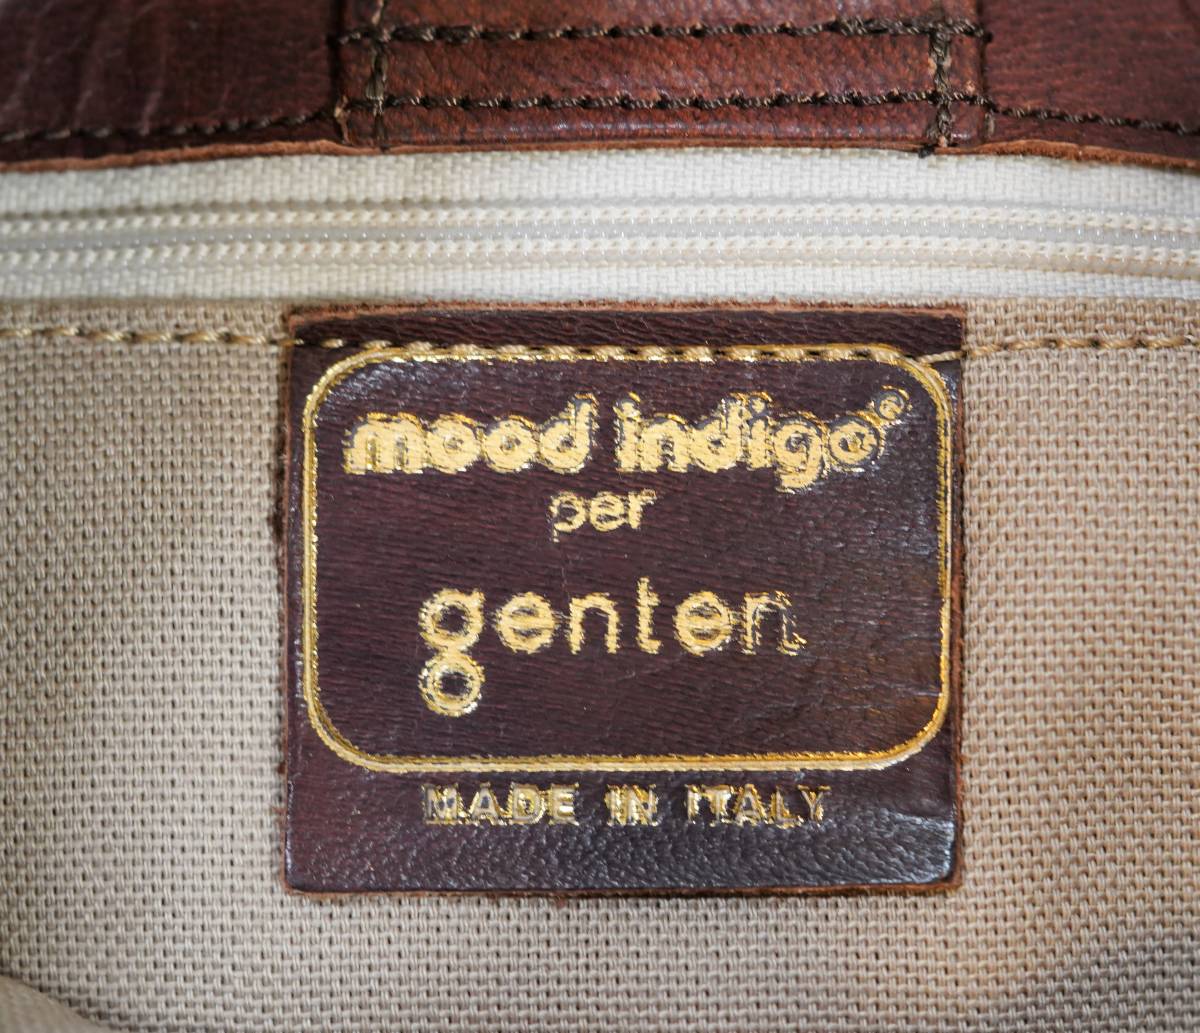 mood indigo®
per
genten
MADE IN ITALY